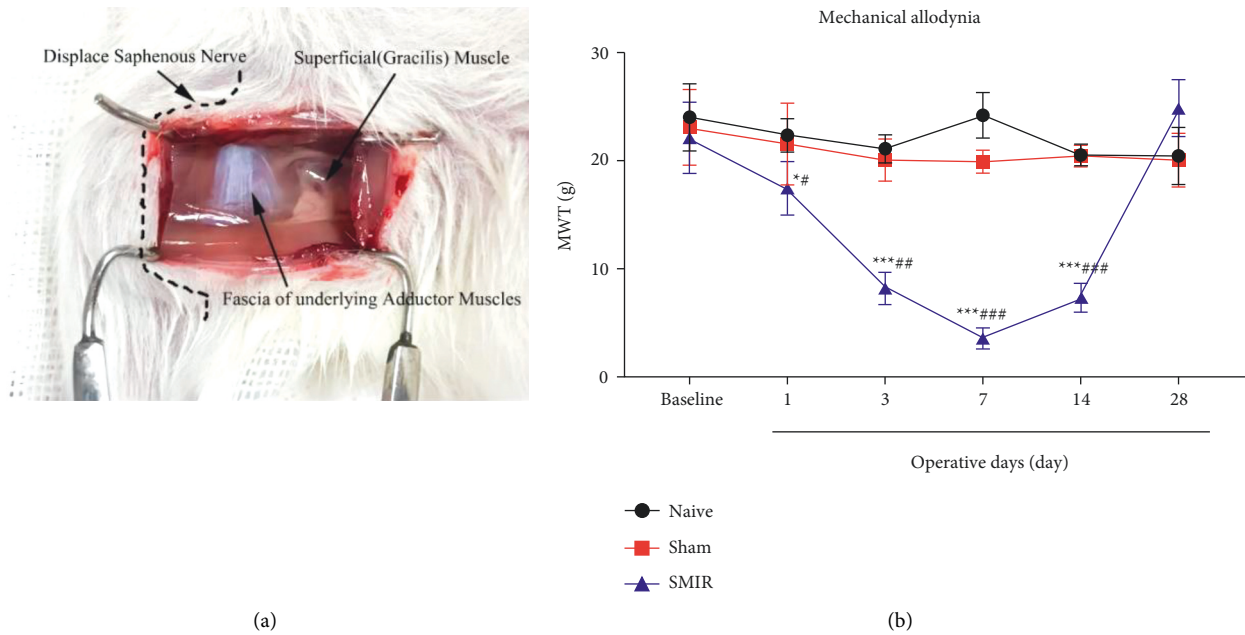 Displace Saphenous Nerve
Superficial(Gracilis) Muscle
Fascia of underlying Adductor Muscles
(a)
Mechanical allodynia
MWT (g)
30
20
10
0
*#
***##
***###
***###
Baseline 1 3 7 14 28
Operative days (day)
Naive
Sham
SMIR
(b)